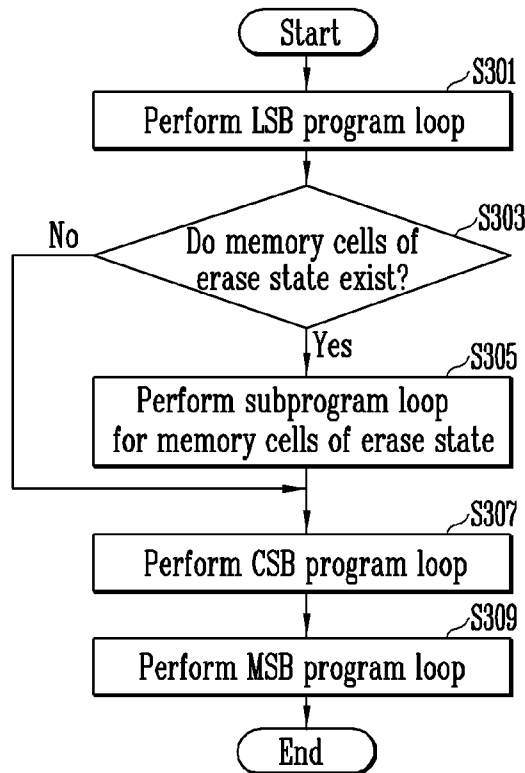 Start
S301
Perform LSB program loop
S303
No
Do memory cells of
erase state exist?
Yes
S305
Perform subprogram loop
for memory cells of erase state
S307
Perform CSB program loop
S309
Perform MSB program loop
End